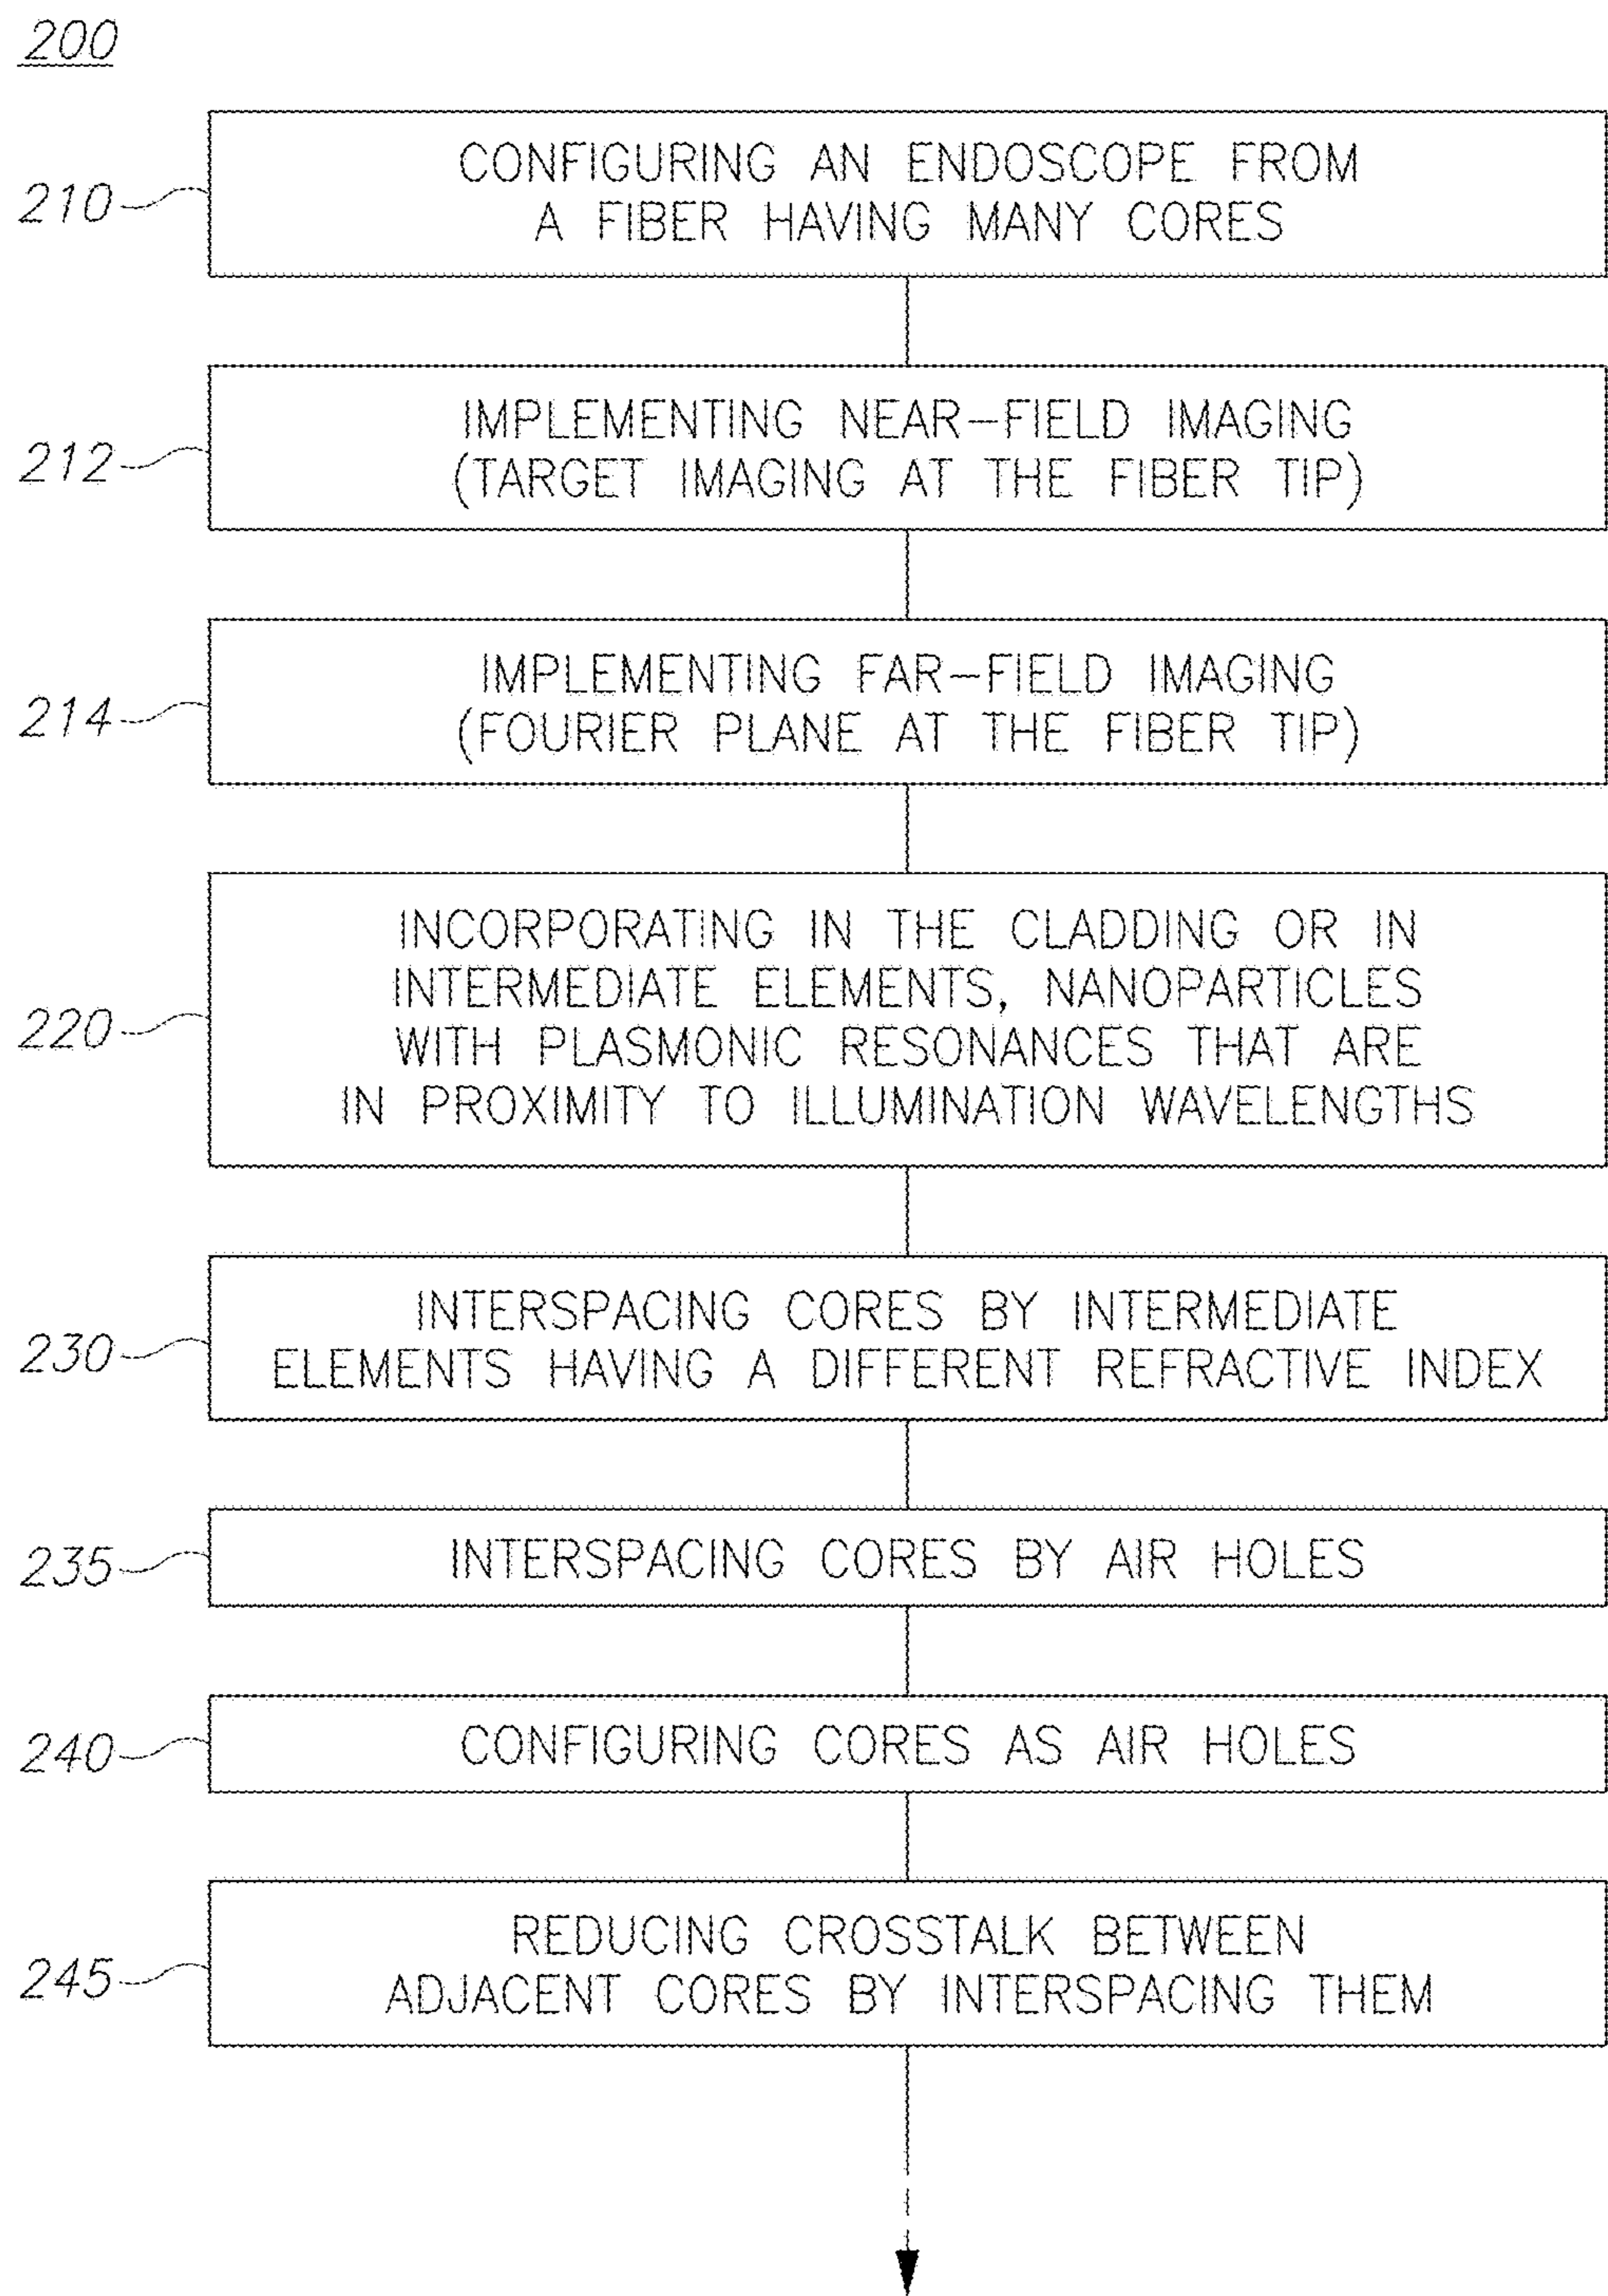 200
210
CONFIGURING AN ENDOSCOPE FROM
A FIBER HAVING MANY CORES
212
IMPLEMENTING NEAR-FIELD IMAGING
(TARGET IMAGING AT THE FIBER TIP)
214
IMPLEMENTING FAR-FIELD IMAGING
(FOURIER PLANE AT THE FIBER TIP)
220
INCORPORATING IN THE CLADDING OR IN
INTERMEDIATE ELEMENTS, NANOPARTICLES
WITH PLASMONIC RESONANCES THAT ARE
IN PROXIMITY TO ILLUMINATION WAVELENGTHS
230
INTERSPACING CORES BY INTERMEDIATE
ELEMENTS HAVING A DIFFERENT REFRACTIVE INDEX
235
INTERSPACING CORES BY AIR HOLES
240
CONFIGURING CORES AS AIR HOLES
245
REDUCING CROSSTALK BETWEEN
ADJACENT CORES BY INTERSPACING THEM